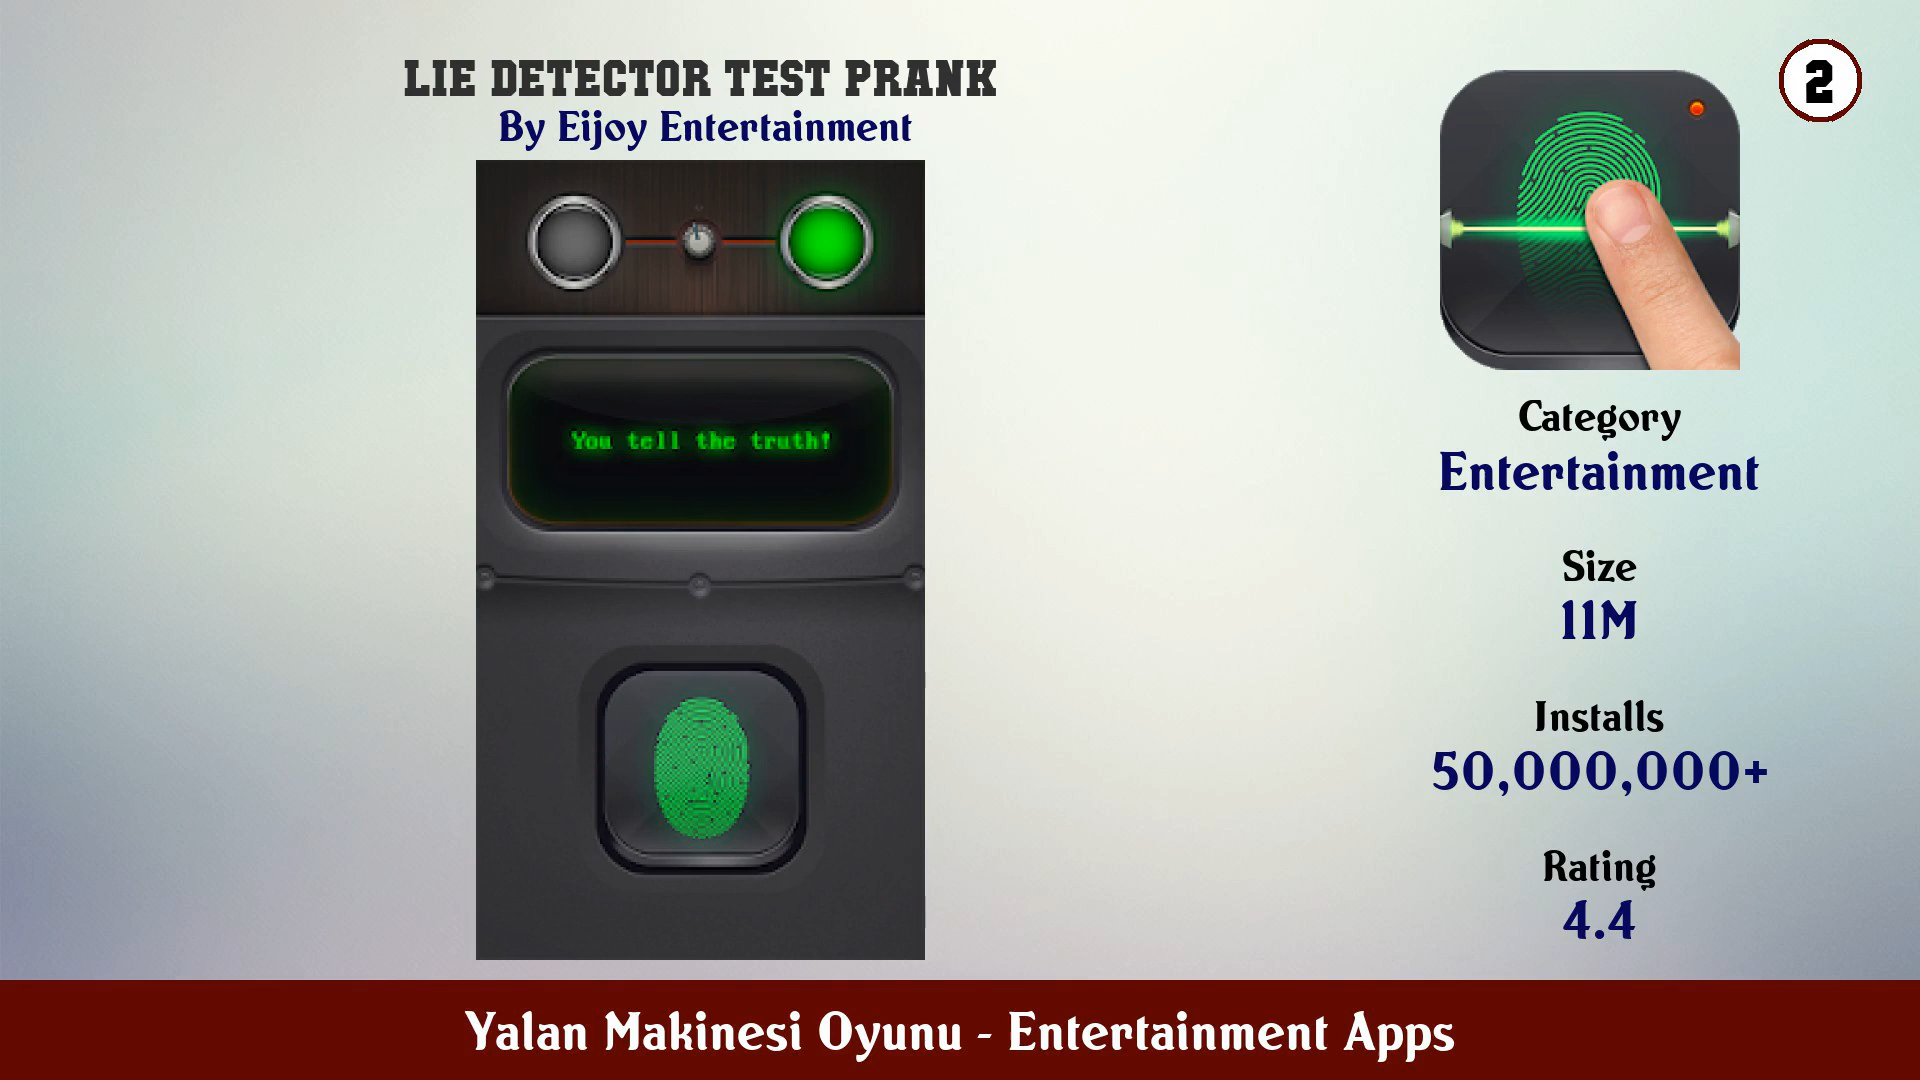 LIE DETECTOR TEST PRANK
By Eijoy Entertainment
You tell the truth!
2
Category
Entertainment
Size
11M
Installs
50,000,000+
Rating
4.4
Yalan Makinesi Oyunu - Entertainment Apps